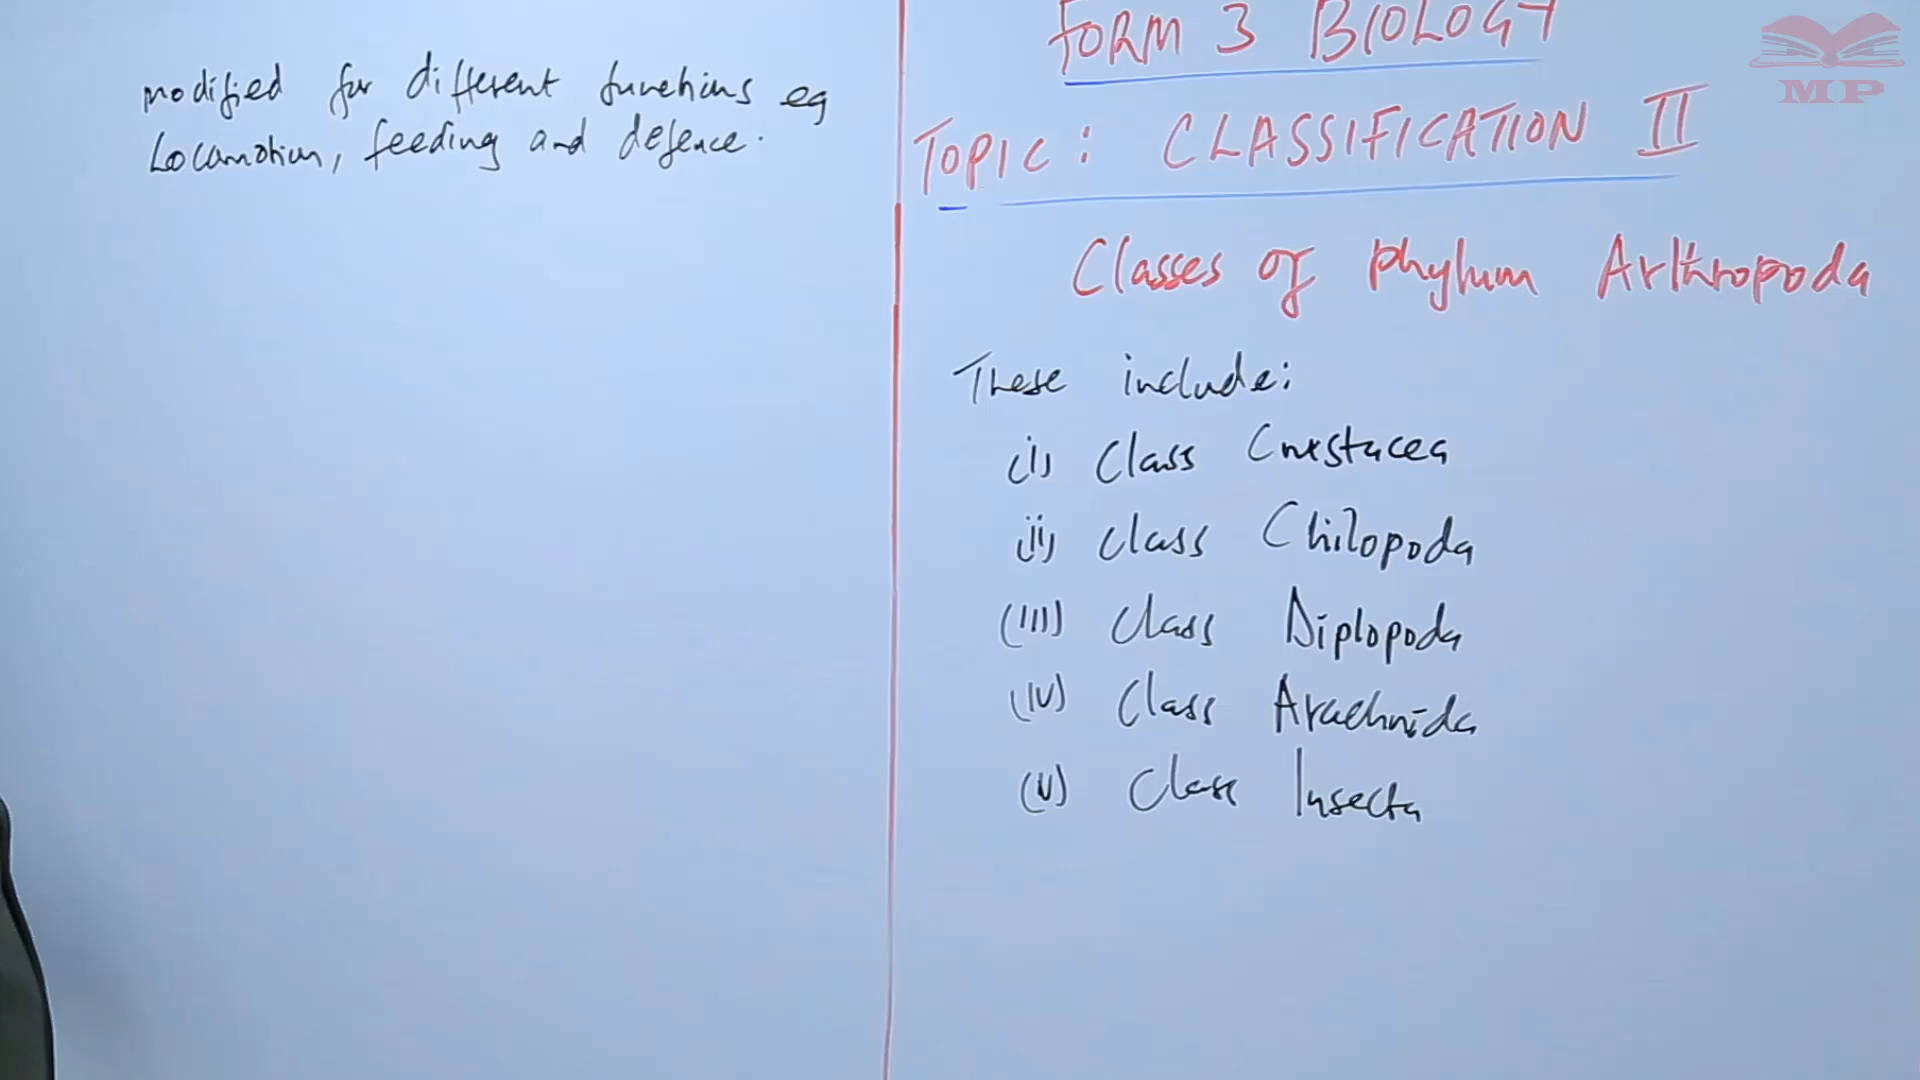 modified for different functions eg
Locomotion, feeding and defence.
FORM 3 BIOLOGY
TOPIC: CLASSIFICATION II
Classes of phylum Arthropoda
These include:
(i) Class Crustacea
ii) Class Chilopoda
(III) Class Diplopoda
(IV) Class Arachnida
(V) Class Insecta
MP